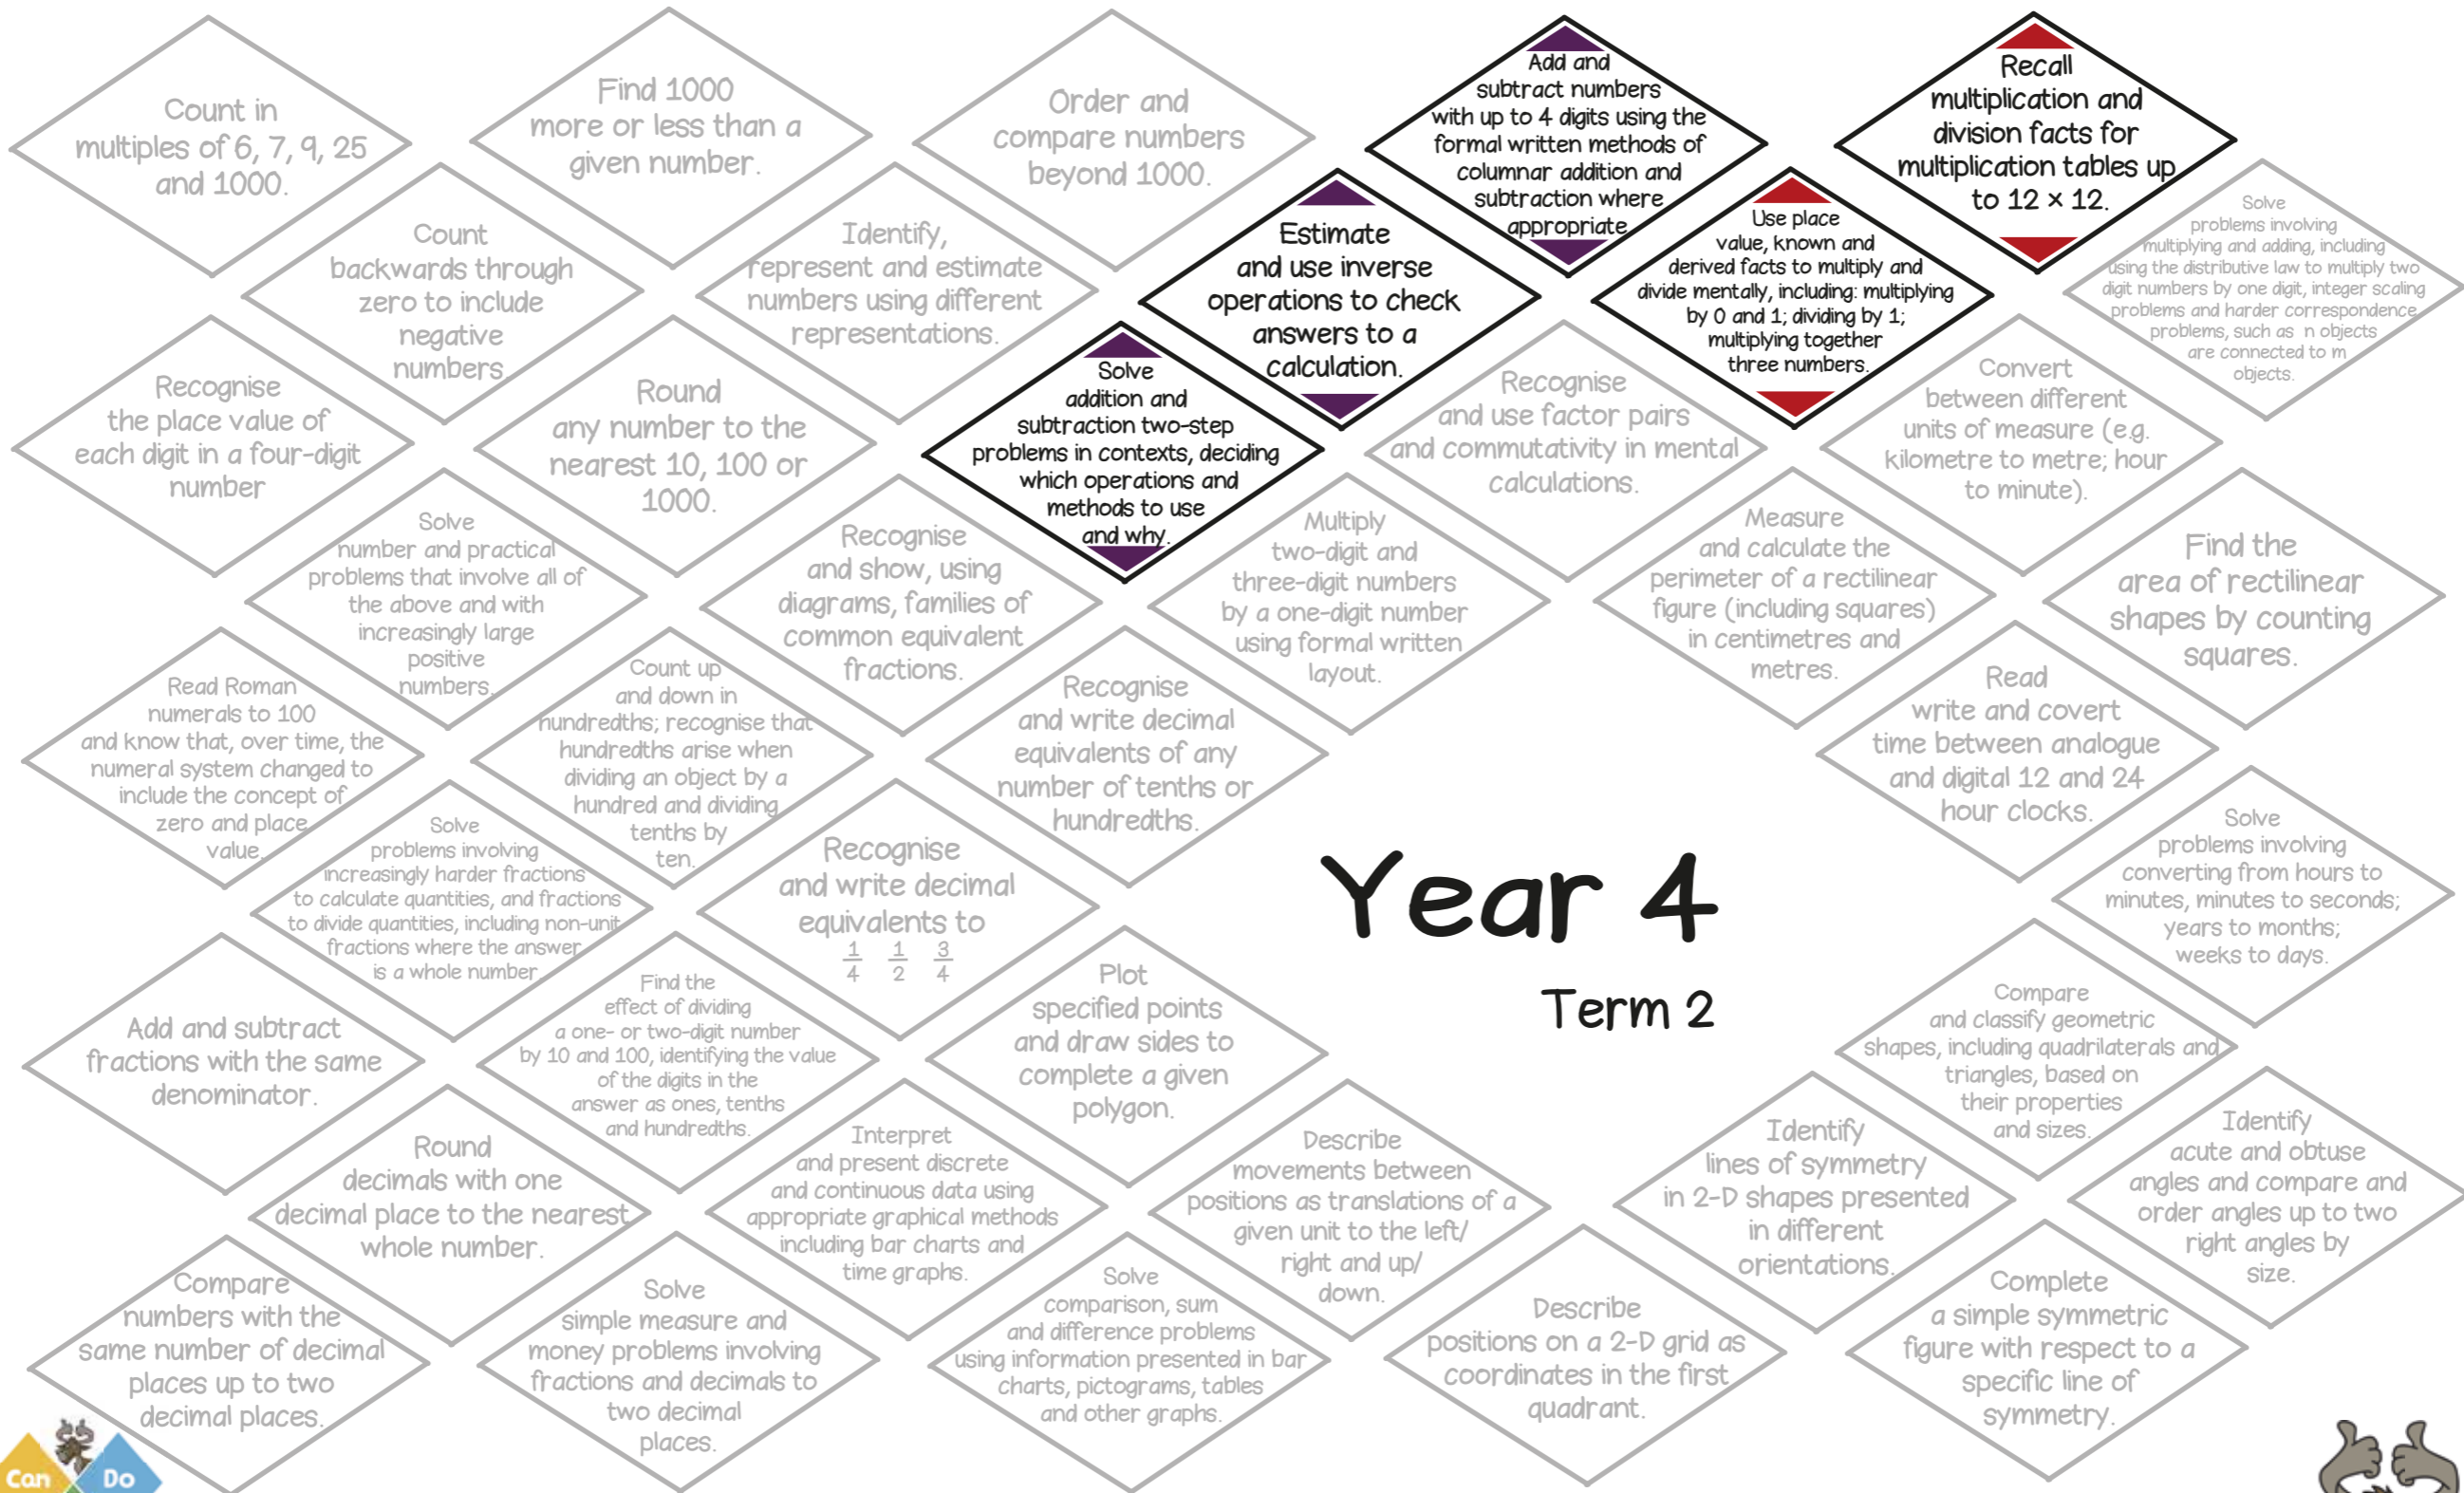 Count in
multiples of 6, 7, 9, 25
and 1000.
Find 1000
more or less than a
given number.
Order and
compare numbers
beyond 1000.
Add and
subtract numbers
with up to 4 digits using the
formal written methods of
columnar addition and
subtraction where
appropriate
Recall
multiplication and
division facts for
multiplication tables up
to 12 × 12.
Count
backwards through
zero to include
negative
numbers
Identify,
represent and estimate
numbers using different
representations.
Estimate
and use inverse
operations to check
answers to a
calculation.
Use place
value, known and
derived facts to multiply and
divide mentally, including: multiplying
by 0 and 1; dividing by 1;
multiplying together
three numbers.
Solve
problems involving
multiplying and adding, including
using the distributive law to multiply two
digit numbers by one digit, integer scaling
problems and harder correspondence
problems, such as n objects
are connected to m
objects.
Recognise
the place value of
each digit in a four-digit
number
Round
any number to the
nearest 10, 100 or
1000.
Solve
addition and
subtraction two-step
problems in contexts, deciding
which operations and
methods to use
and why.
Recognise
and use factor pairs
and commutativity in mental
calculations.
Convert
between different
units of measure (e.g.
kilometre to metre; hour
to minute).
Solve
number and practical
problems that involve all of
the above and with
increasingly large
positive
numbers.
Recognise
and show, using
diagrams, families of
common equivalent
fractions.
Multiply
two-digit and
three-digit numbers
by a one-digit number
using formal written
layout.
Measure
and calculate the
perimeter of a rectilinear
figure (including squares)
in centimetres and
metres.
Find the
area of rectilinear
shapes by counting
squares.
Read Roman
numerals to 100
and know that, over time, the
numeral system changed to
include the concept of
zero and place
value.
Count up
and down in
hundredths; recognise that
hundredths arise when
dividing an object by a
hundred and dividing
tenths by
ten.
Recognise
and write decimal
equivalents of any
number of tenths or
hundredths.
Read
write and covert
time between analogue
and digital 12 and 24
hour clocks.
Solve
problems involving
increasingly harder fractions
to calculate quantities, and fractions
to divide quantities, including non-unit
fractions where the answer
is a whole number.
Recognise
and write decimal
equivalents to
1/4 1/2 3/4
Year 4
Term 2
Solve
problems involving
converting from hours to
minutes, minutes to seconds;
years to months;
weeks to days.
Add and subtract
fractions with the same
denominator.
Find the
effect of dividing
a one- or two-digit number
by 10 and 100, identifying the value
of the digits in the
answer as ones, tenths
and hundredths.
Plot
specified points
and draw sides to
complete a given
polygon.
Compare
and classify geometric
shapes, including quadrilaterals and
triangles, based on
their properties
and sizes.
Round
decimals with one
decimal place to the nearest
whole number.
Interpret
and present discrete
and continuous data using
appropriate graphical methods
including bar charts and
time graphs.
Describe
movements between
positions as translations of a
given unit to the left/
right and up/
down.
Identify
lines of symmetry
in 2-D shapes presented
in different
orientations.
Identify
acute and obtuse
angles and compare and
order angles up to two
right angles by
size.
Compare
numbers with the
same number of decimal
places up to two
decimal places.
Solve
simple measure and
money problems involving
fractions and decimals to
two decimal
places.
Solve
comparison, sum
and difference problems
using information presented in bar
charts, pictograms, tables
and other graphs.
Describe
positions on a 2-D grid as
coordinates in the first
quadrant.
Complete
a simple symmetric
figure with respect to a
specific line of
symmetry.
Can Do